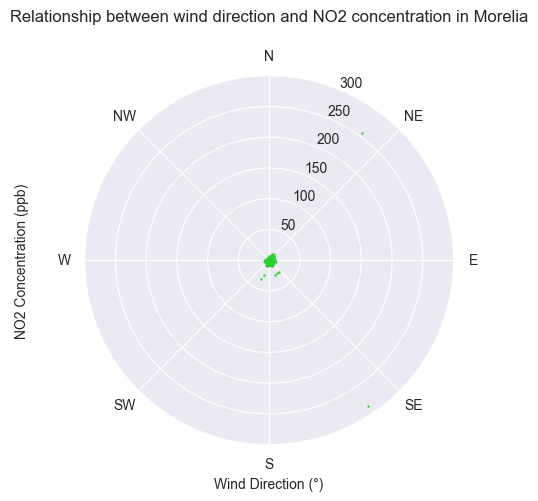 Relationship between wind direction and NO2 concentration in Morelia
N
300
NW
NE
250
200
150
100
50
W
E
NO2 Concentration (ppb)
SW
SE
S
Wind Direction (°)